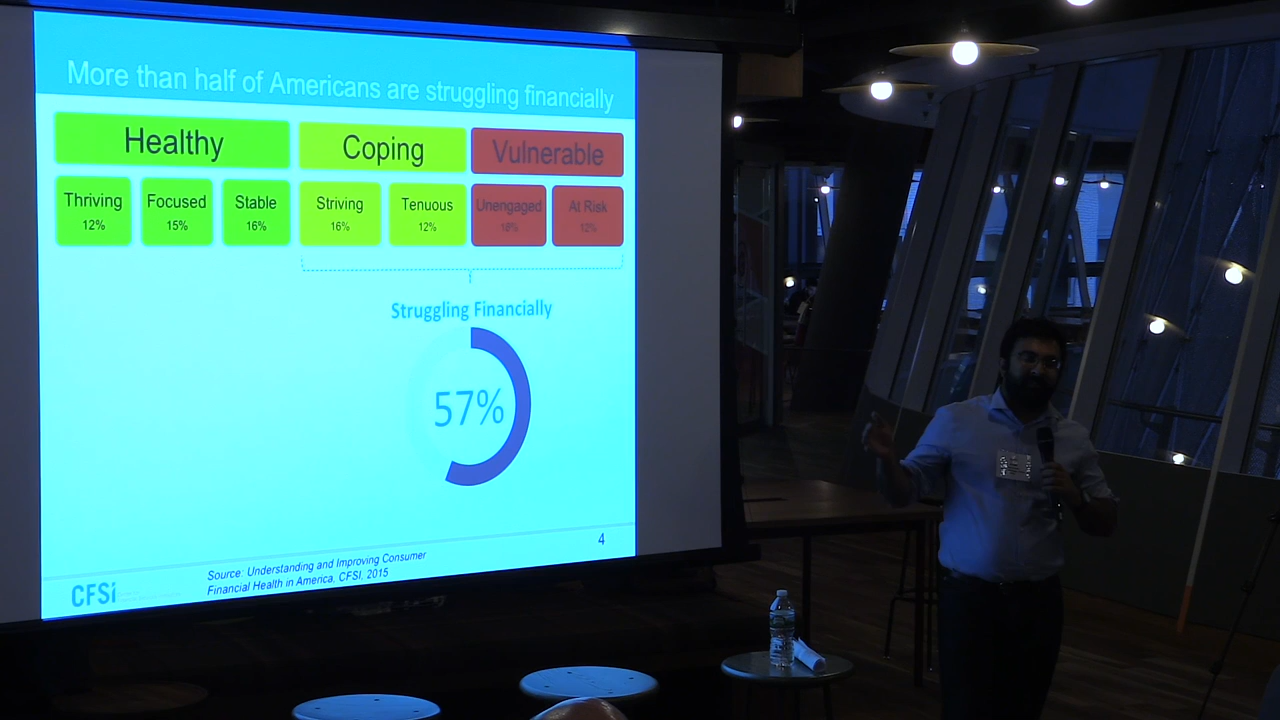 More than half of Americans are struggling financially
Healthy
Coping
Vulnerable
Thriving
12%
Focused
15%
Stable
16%
Striving
16%
Tenuous
12%
Unengaged
18%
At Risk
12%
Struggling Financially
57%
4
Source: Understanding and Improving Consumer
Financial Health in America, CFSI. 2015
CFSi